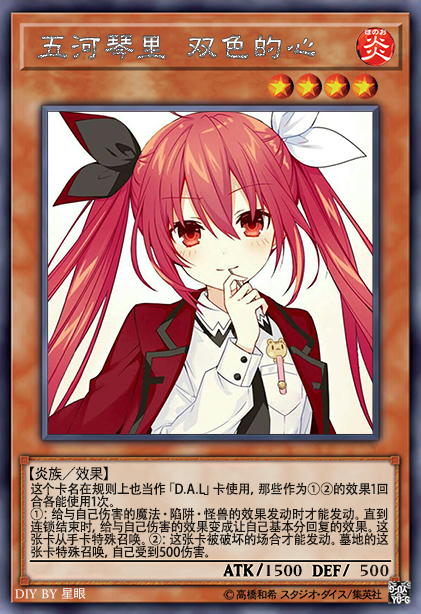 五河琴里 双色的心
ほのお
炎
【炎族／效果】
这个卡名在规则上也当作「D.A.L」卡使用，那些作为①②的效果1回
合各能使用1次。
①：给与自己伤害的魔法·陷阱·怪兽的效果发动时才能发动。直到
连锁结束时，给与自己伤害的效果变成让自己基本分回复的效果。这
张卡从手卡特殊召唤。②：这张卡被破坏的场合才能发动。墓地的这
张卡特殊召唤，自己受到500伤害。
ATK/1500 DEF/ 500
DIY BY 星眼
©高橋和希 スタジオ・ダイス/集英社